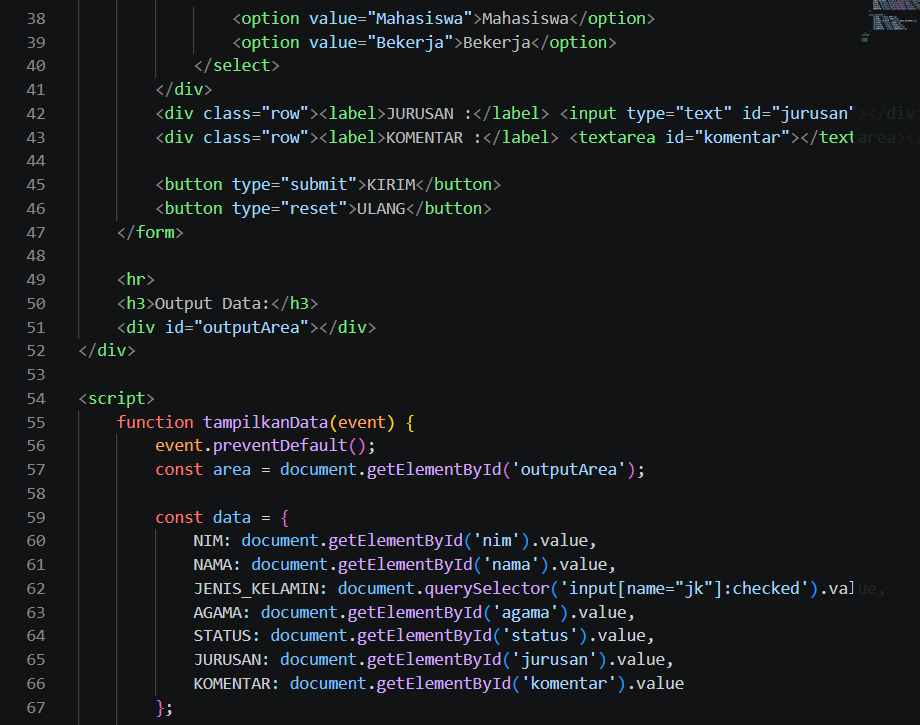 38 <option value="Mahasiswa">Mahasiswa</option>
39 <option value="Bekerja">Bekerja</option>
40 </select>
41 </div>
42 <div class="row"><label>JURUSAN :</label> <input type="text" id="jurusan"></div>
43 <div class="row"><label>KOMENTAR :</label> <textarea id="komentar"></textarea></
44
45 <button type="submit">KIRIM</button>
46 <button type="reset">ULANG</button>
47 </form>
48
49 <hr>
50 <h3>Output Data:</h3>
51 <div id="outputArea"></div>
52 </div>
53
54 <script>
55 function tampilkanData(event) {
56 event.preventDefault();
57 const area = document.getElementById('outputArea');
58
59 const data = {
60 NIM: document.getElementById('nim').value,
61 NAMA: document.getElementById('nama').value,
62 JENIS_KELAMIN: document.querySelector('input[name="jk"]:checked').value,
63 AGAMA: document.getElementById('agama').value,
64 STATUS: document.getElementById('status').value,
65 JURUSAN: document.getElementById('jurusan').value,
66 KOMENTAR: document.getElementById('komentar').value
67 };